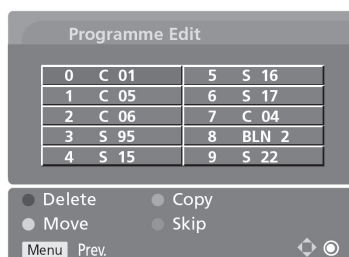 Programme Edit
0 C 01 5 S 16
1 C 05 6 S 17
2 C 06 7 C 04
3 S 95 8 BLN 2
4 S 15 9 S 22
Delete Copy
Move Skip
Menu Prev.